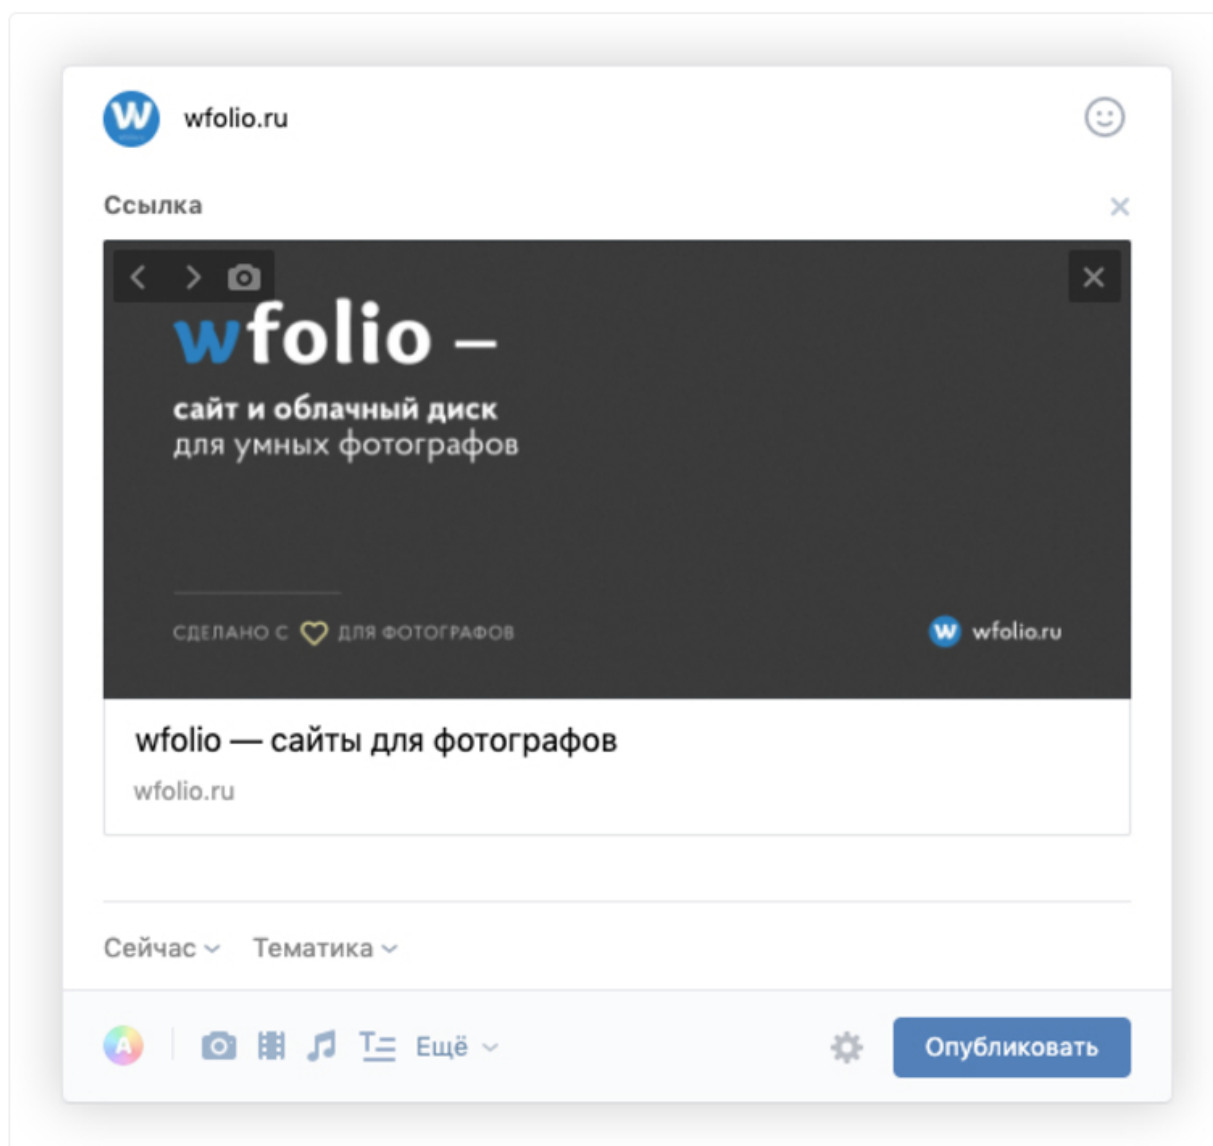 wfolio.ru
Ссылка
wfolio —
сайт и облачный диск
для умных фотографов
СДЕЛАНО С ДЛЯ ФОТОГРАФОВ
w wfolio.ru
wfolio — сайты для фотографов
wfolio.ru
Сейчас Тематика
A T Ещё
Опубликовать